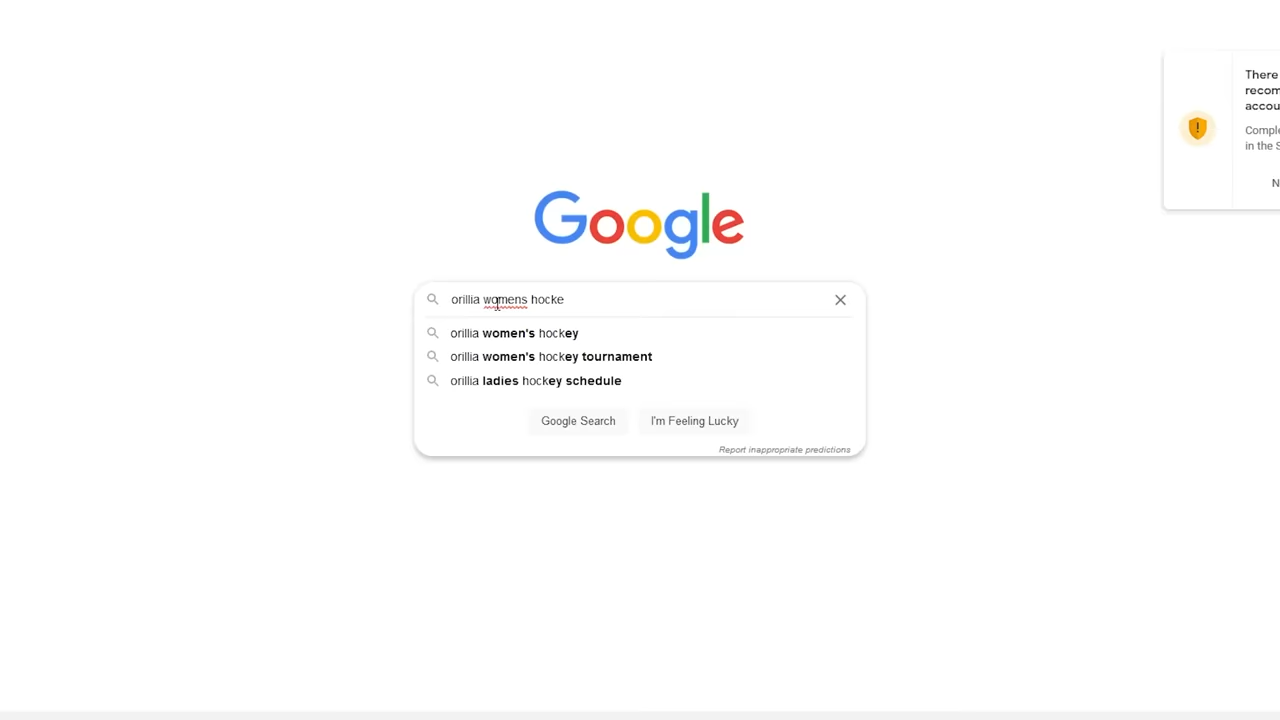 There
recom
accou
Comple
in the S
N
Google
orillia womens hocke
orillia women's hockey
orillia women's hockey tournament
orillia ladies hockey schedule
Google Search
I'm Feeling Lucky
Report inappropriate predictions